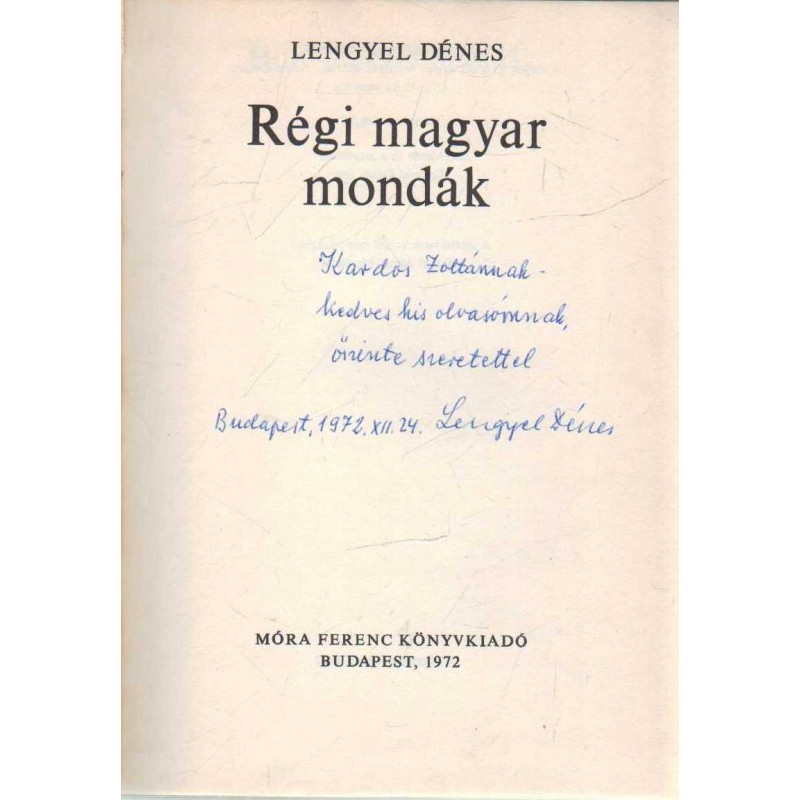 LENGYEL DÉNES
Régi magyar
mondák
Kardos Zoltánnak -
kedves kis olvasómnak,
őszinte szeretettel
Budapest, 1972. XII. 24. Lengyel Dénes
MÓRA FERENC KÖNYVKIADÓ
BUDAPEST, 1972